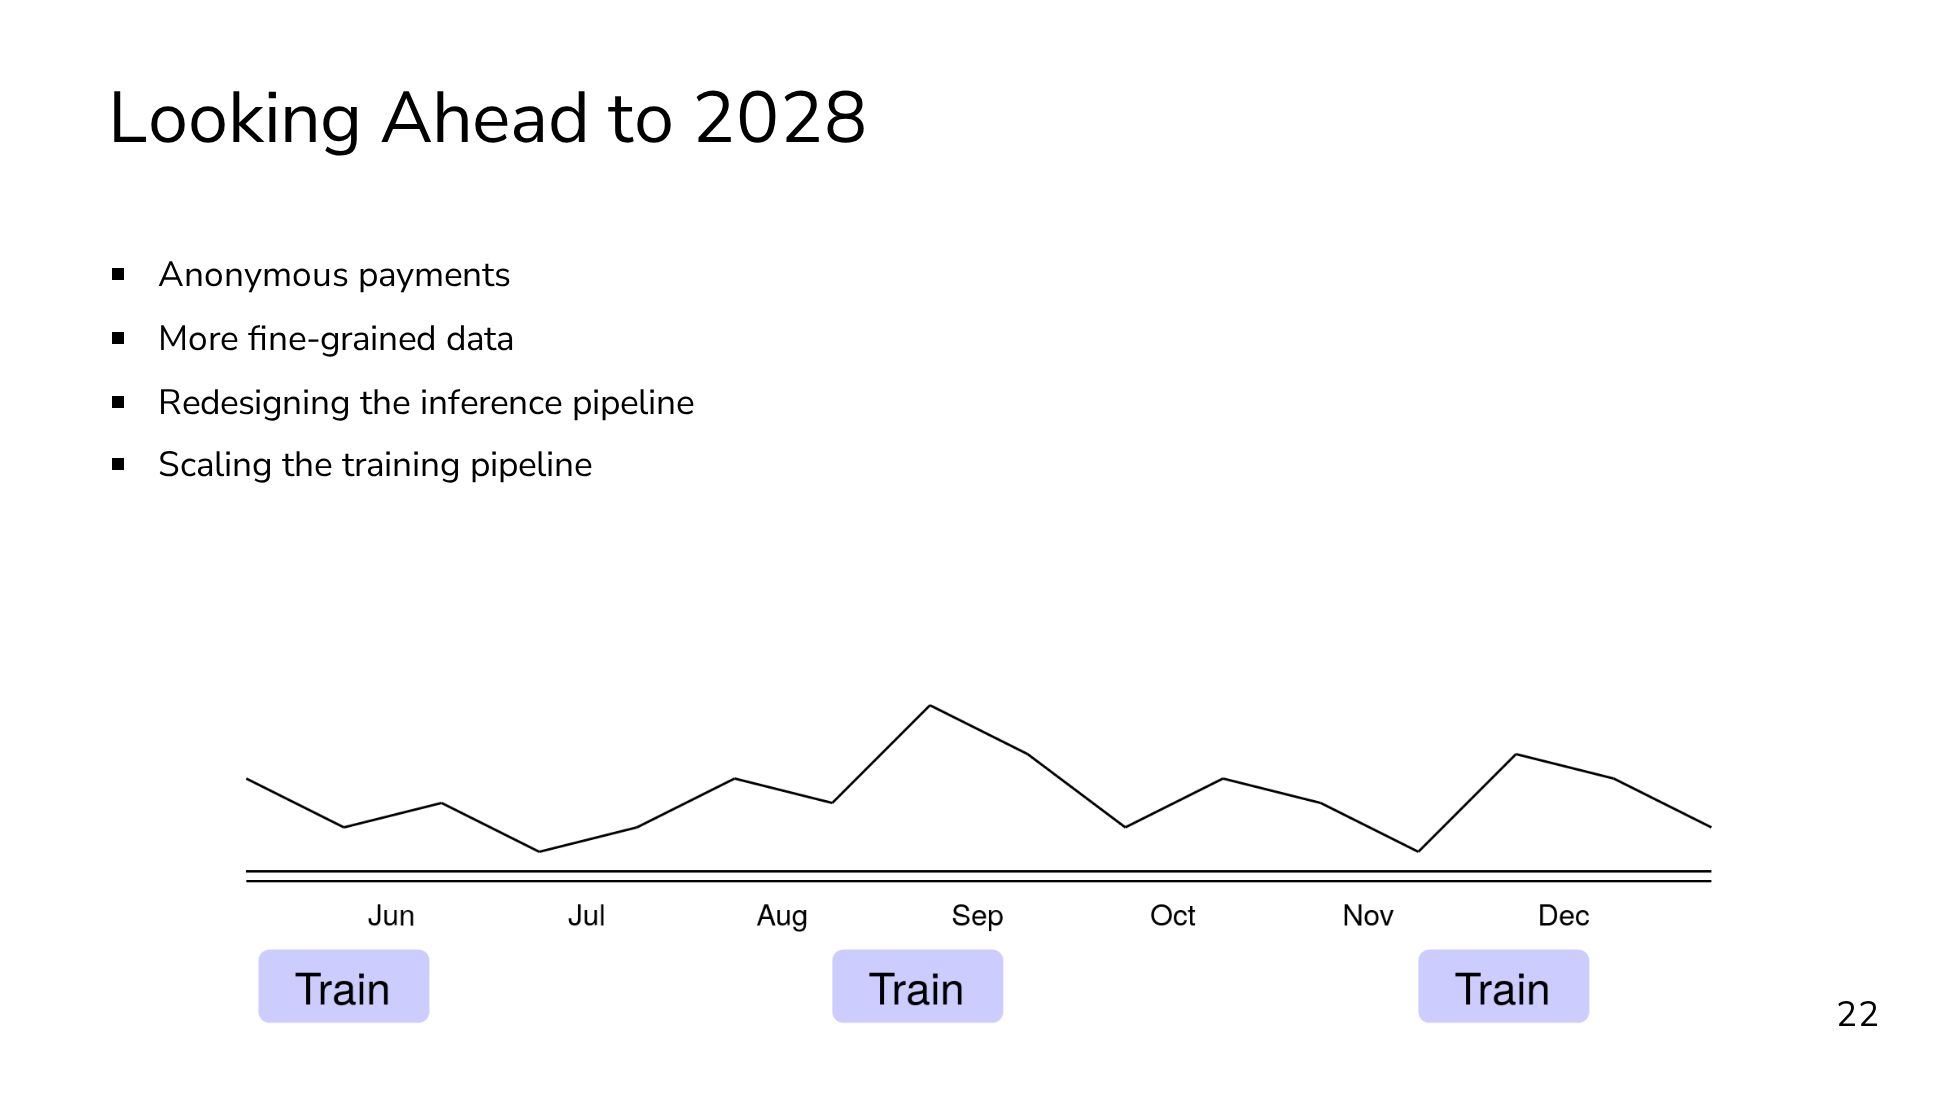 Looking Ahead to 2028
▪ Anonymous payments
▪ More fine-grained data
▪ Redesigning the inference pipeline
▪ Scaling the training pipeline
Jun Jul Aug Sep Oct Nov Dec
Train Train Train
22